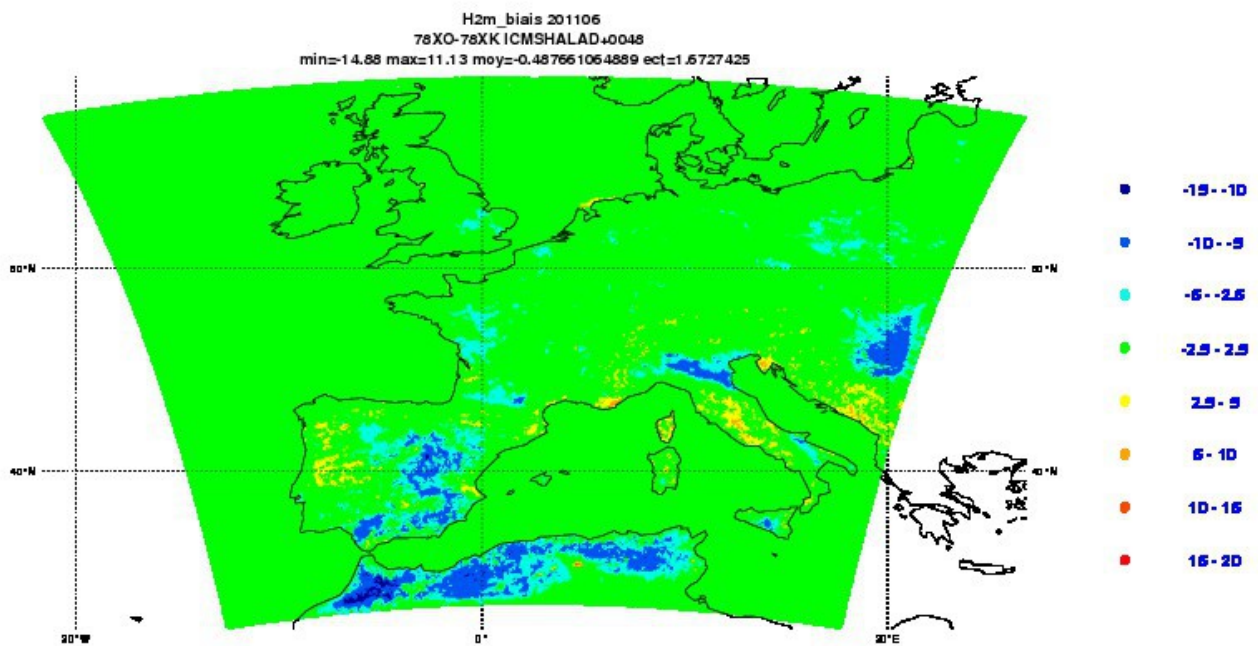 H2m_biais 201106
78XO-78XK ICMSHALAD+0048
min=-14.88 max=11.13 moy=-0.487661064889 ect=1.6727425
-15 - -10
-10 - -5
-5 - -2.5
-2.5 - 2.5
2.5 - 5
5 - 10
10 - 15
15 - 20
50°N
50°N
40°N
40°N
20°W
0°
20°E